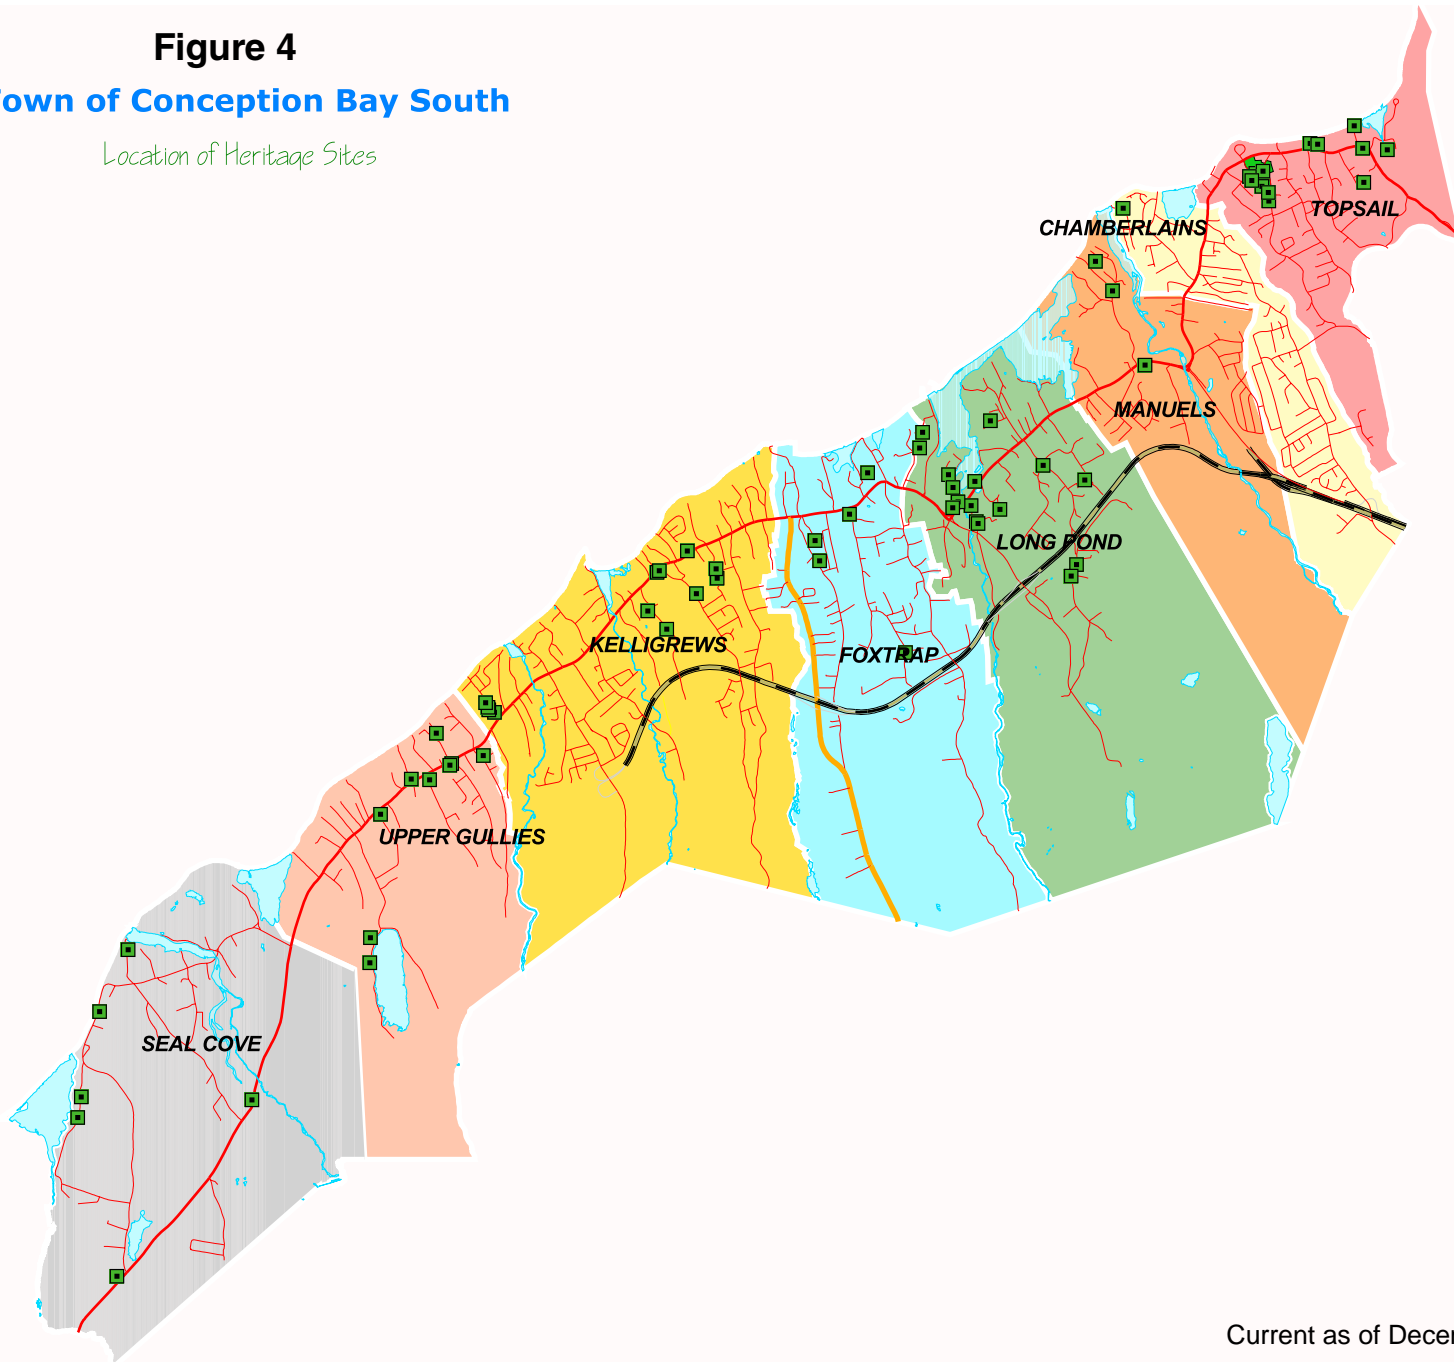 Figure 4
own of Conception Bay South
Location of Heritage Sites
TOPSAIL
CHAMBERLAINS
MANUELS
LONG POND
KELLIGREWS
FOXTRAP
UPPER GULLIES
SEAL COVE
Current as of Decem